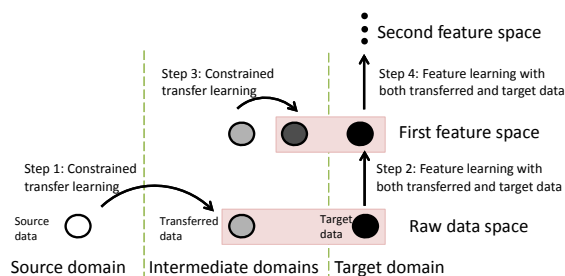 Second feature space
Step 3: Constrained
transfer learning
Step 4: Feature learning with
both transferred and target data
First feature space
Step 1: Constrained
transfer learning
Step 2: Feature learning with
both transferred and target data
Source
data
Transferred
data
Target
data
Raw data space
Source domain
Intermediate domains
Target domain